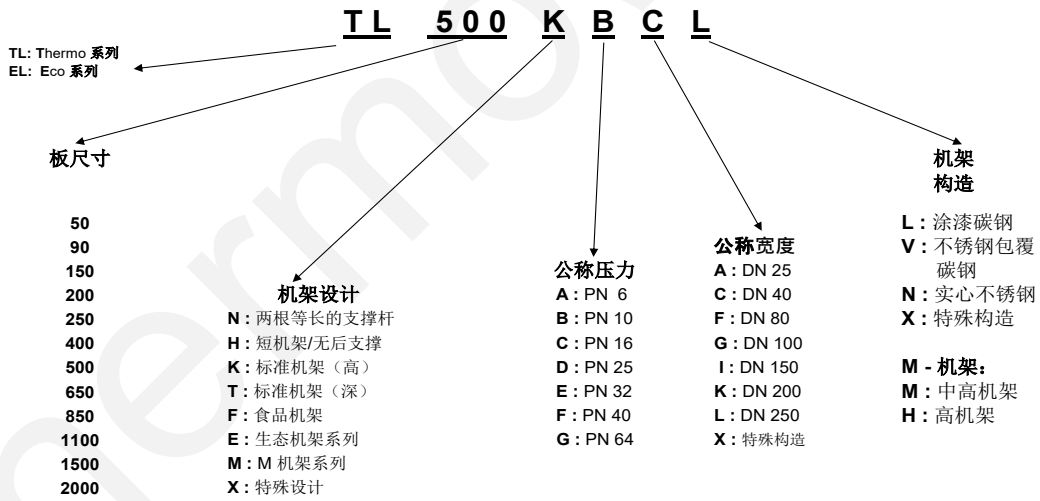 TL 500 K B C L
TL: Thermo 系列
EL: Eco 系列
板尺寸
50
90
150
200
250
400
500
650
850
1100
1500
2000
机架设计
N : 两根等长的支撑杆
H : 短机架/无后支撑
K : 标准机架（高）
T : 标准机架（深）
F : 食品机架
E : 生态机架系列
M : M 机架系列
X : 特殊设计
公称压力
A : PN 6
B : PN 10
C : PN 16
D : PN 25
E : PN 32
F : PN 40
G : PN 64
公称宽度
A : DN 25
C : DN 40
F : DN 80
G : DN 100
I : DN 150
K : DN 200
L : DN 250
X : 特殊构造
机架
构造
L : 涂漆碳钢
V : 不锈钢包覆
碳钢
N : 实心不锈钢
X : 特殊构造
M - 机架：
M : 中高机架
H : 高机架